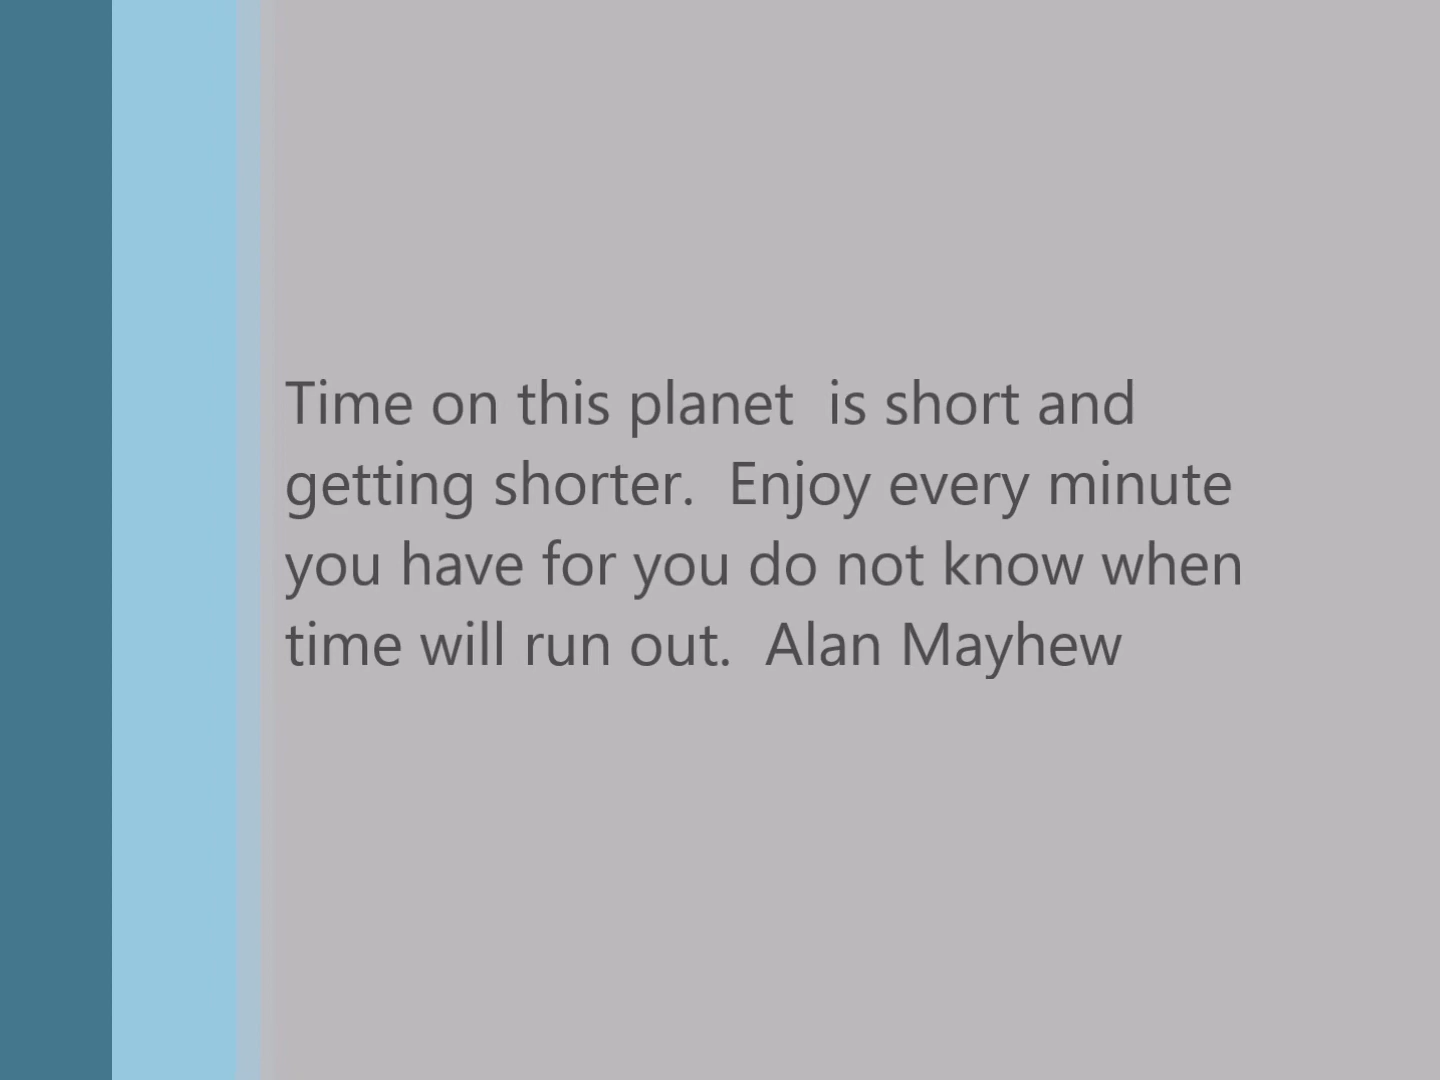 Time on this planet  is short and
getting shorter.  Enjoy every minute
you have for you do not know when
time will run out.  Alan Mayhew